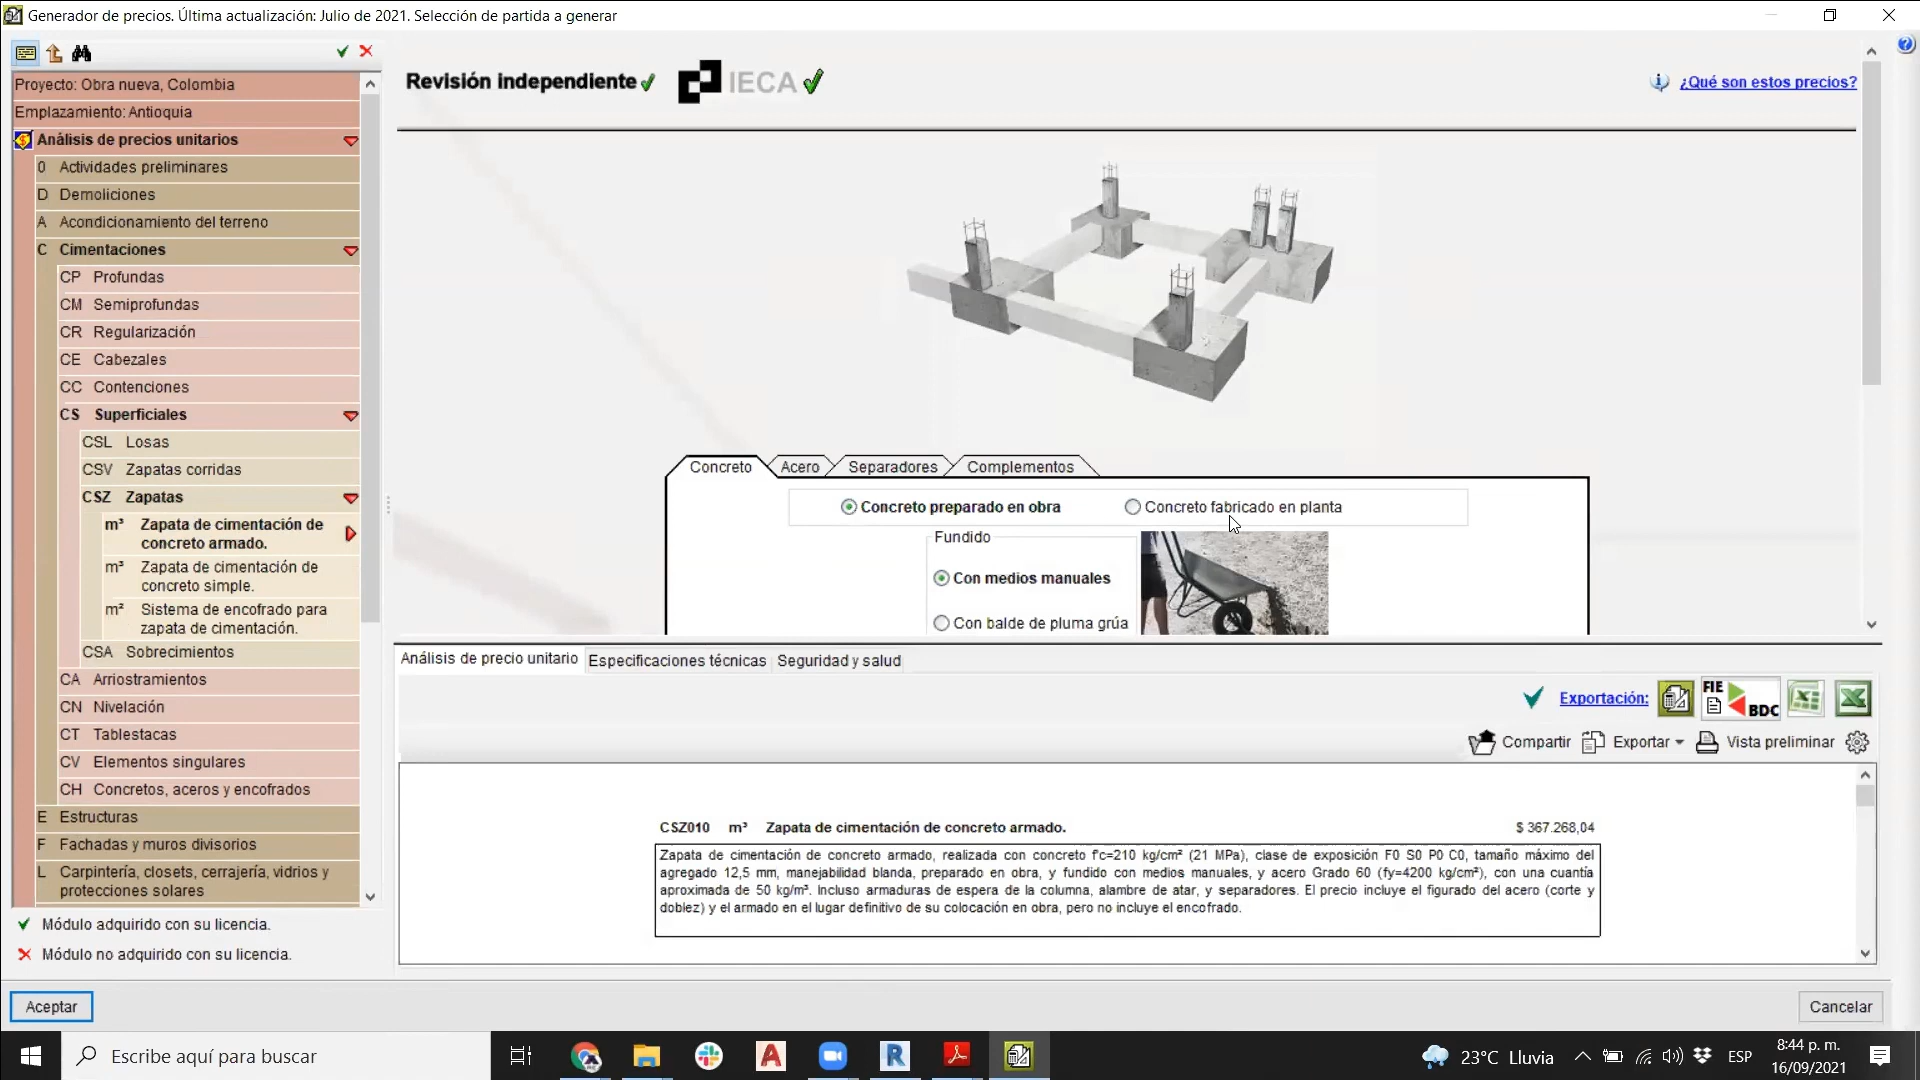 Generador de precios. Última actualización: Julio de 2021. Selección de partida a generar
Proyecto: Obra nueva, Colombia
Emplazamiento: Antioquia
Análisis de precios unitarios
0 Actividades preliminares
D Demoliciones
A Acondicionamiento del terreno
C Cimentaciones
CP Profundas
CM Semiprofundas
CR Regularización
CE Cabezales
CC Contenciones
CS Superficiales
CSL Losas
CSV Zapatas corridas
CSZ Zapatas
m³ Zapata de cimentación de
concreto armado.
m³ Zapata de cimentación de
concreto simple.
m² Sistema de encofrado para
zapata de cimentación.
CSA Sobrecimientos
CA Arriostramientos
CN Nivelación
CT Tablestacas
CV Elementos singulares
CH Concretos, aceros y encofrados
E Estructuras
F Fachadas y muros divisorios
L Carpintería, closets, cerrajería, vidrios y
protecciones solares
Módulo adquirido con su licencia.
Módulo no adquirido con su licencia.
Aceptar
Revisión independiente
IECA
¿Qué son estos precios?
Concreto Acero Separadores Complementos
Concreto preparado en obra Concreto fabricado en planta
Fundido
Con medios manuales
Con balde de pluma grúa
Análisis de precio unitario Especificaciones técnicas Seguridad y salud
Exportación: FIE BDC
Compartir Exportar Vista preliminar
CSZ010 m³ Zapata de cimentación de concreto armado. $ 367.268,04
Zapata de cimentación de concreto armado, realizada con concreto f'c=210 kg/cm² (21 MPa), clase de exposición F0 S0 P0 C0, tamaño máximo del
agregado 12,5 mm, manejabilidad blanda, preparado en obra, y fundido con medios manuales, y acero Grado 60 (fy=4200 kg/cm²), con una cuantía
aproximada de 50 kg/m³. Incluso armaduras de espera de la columna, alambre de atar, y separadores. El precio incluye el figurado del acero (corte y
doblez) y el armado en el lugar definitivo de su colocación en obra, pero no incluye el encofrado.
Cancelar
Escribe aquí para buscar
23°C Lluvia
ESP
8:44 p. m.
16/09/2021